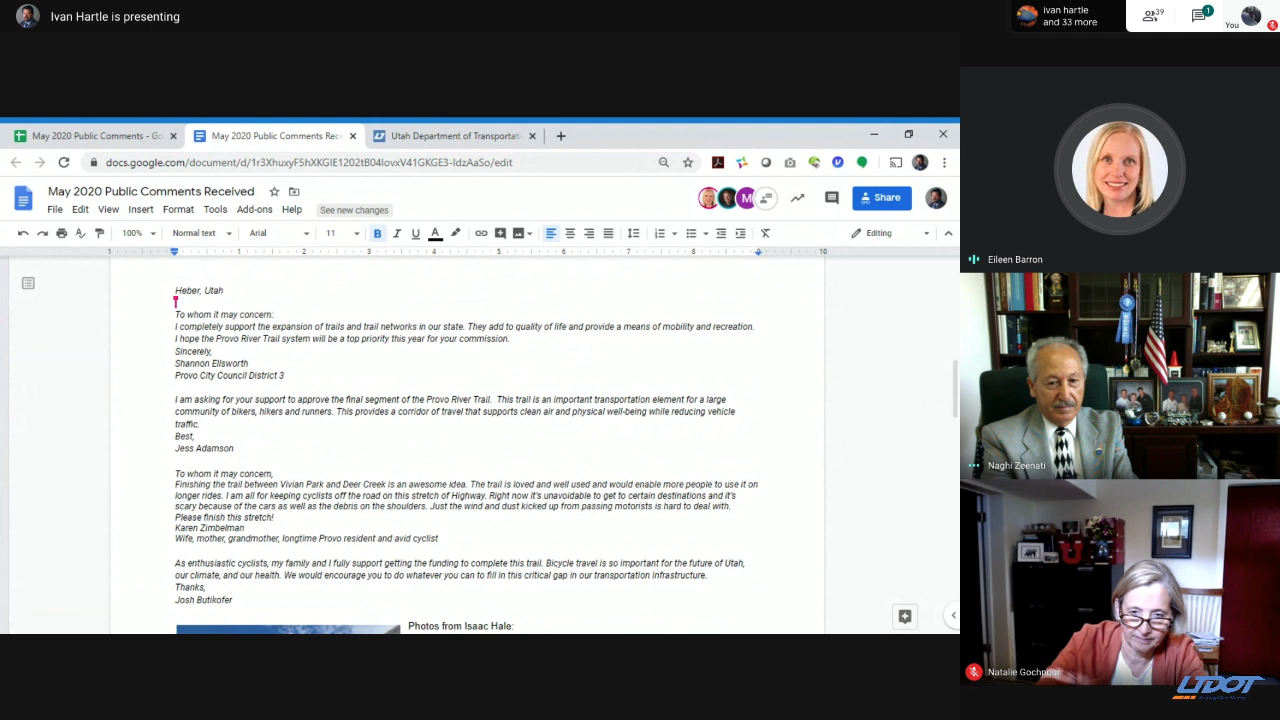 Ivan Hartle is presenting
ivan hartle
and 33 more
39
1
You
May 2020 Public Comments - Go
May 2020 Public Comments Rec
Utah Department of Transportat
docs.google.com/document/d/1r3XhuxyF5hXKGIE1202tB04IovxV41GKGE3-IdzAaSo/edit
May 2020 Public Comments Received
File Edit View Insert Format Tools Add-ons Help See new changes
M
Share
100% Normal text Arial 11 B I U A Editing
1 1 2 3 4 5 6 7 8 10
Heber, Utah
To whom it may concern:
I completely support the expansion of trails and trail networks in our state. They add to quality of life and provide a means of mobility and recreation.
I hope the Provo River Trail system will be a top priority this year for your commission.
Sincerely,
Shannon Ellsworth
Provo City Council District 3
I am asking for your support to approve the final segment of the Provo River Trail. This trail is an important transportation element for a large
community of bikers, hikers and runners. This provides a corridor of travel that supports clean air and physical well-being while reducing vehicle
traffic.
Best,
Jess Adamson
To whom it may concern,
Finishing the trail between Vivian Park and Deer Creek is an awesome idea. The trail is loved and well used and would enable more people to use it on
longer rides. I am all for keeping cyclists off the road on this stretch of Highway. Right now it's unavoidable to get to certain destinations and it's
scary because of the cars as well as the debris on the shoulders. Just the wind and dust kicked up from passing motorists is hard to deal with.
Please finish this stretch!
Karen Zimbelman
Wife, mother, grandmother, longtime Provo resident and avid cyclist
As enthusiastic cyclists, my family and I fully support getting the funding to complete this trail. Bicycle travel is so important for the future of Utah,
our climate, and our health. We would encourage you to do whatever you can to fill in this critical gap in our transportation infrastructure.
Thanks,
Josh Butikofer
Photos from Isaac Hale:
Eileen Barron
Naghi Zeenati
Natalie Gochnour
UDOT